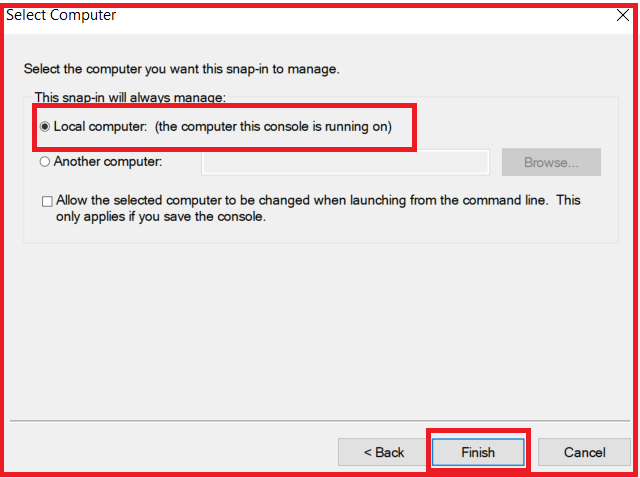 Select Computer
Select the computer you want this snap-in to manage.
This snap-in will always manage:
Local computer:  (the computer this console is running on)
Another computer:
Browse...
Allow the selected computer to be changed when launching from the command line.  This
only applies if you save the console.
< Back
Finish
Cancel